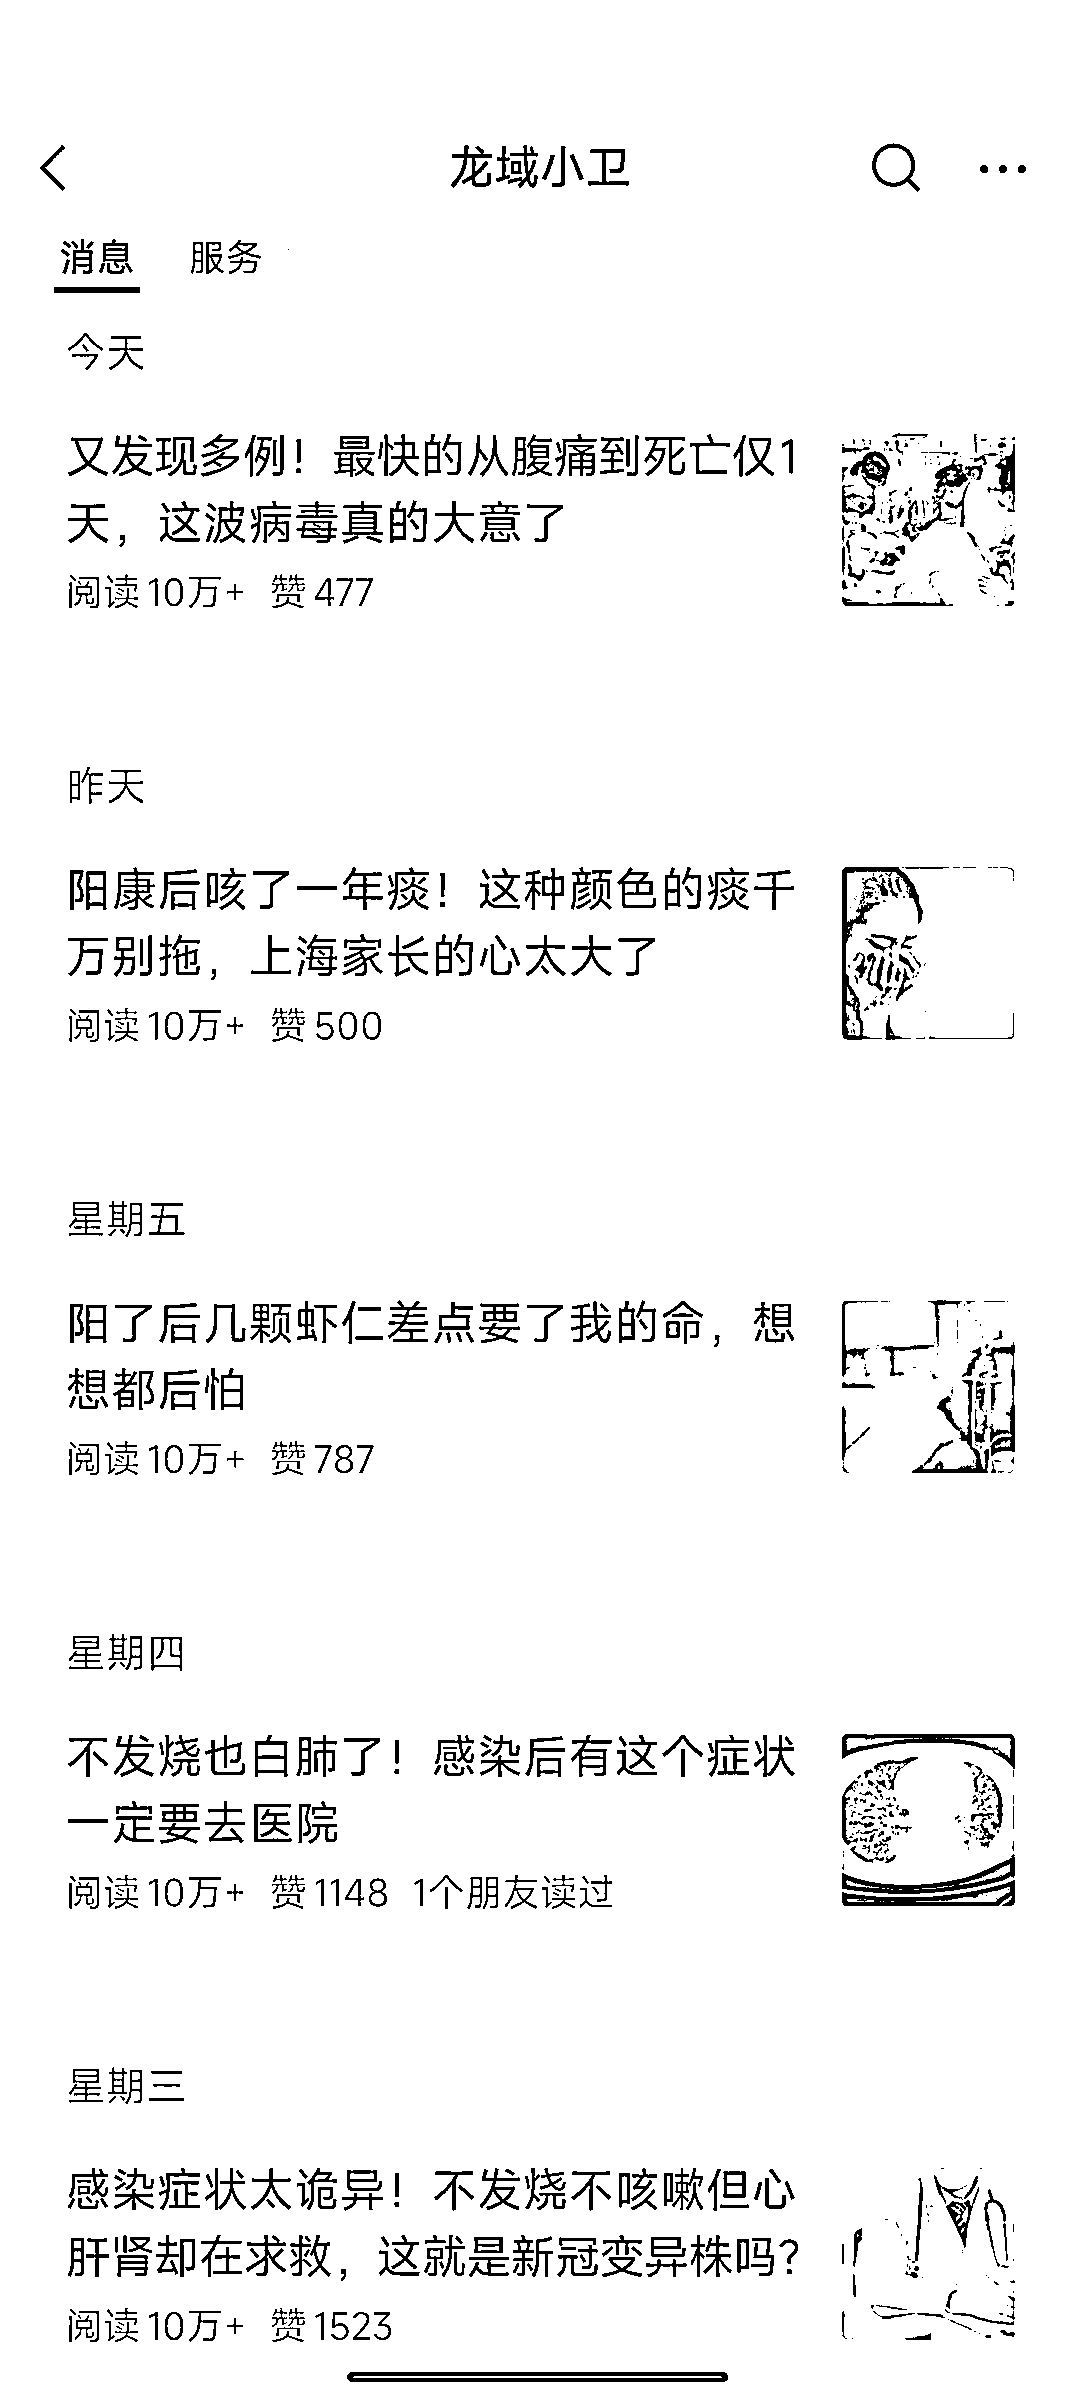 龙域小卫
消息 服务
今天
又发现多例！最快的从腹痛到死亡仅1
天，这波病毒真的大意了
阅读 10万+ 赞 477
昨天
阳康后咳了一年痰！这种颜色的痰千
万别拖，上海家长的心太大了
阅读 10万+ 赞 500
星期五
阳了后几颗虾仁差点要了我的命，想
想都后怕
阅读 10万+ 赞 787
星期四
不发烧也白肺了！感染后有这个症状
一定要去医院
阅读 10万+ 赞 1148 1个朋友读过
星期三
感染症状太诡异！不发烧不咳嗽但心
肝肾却在求救，这就是新冠变异株吗?
阅读 10万+ 赞 1523